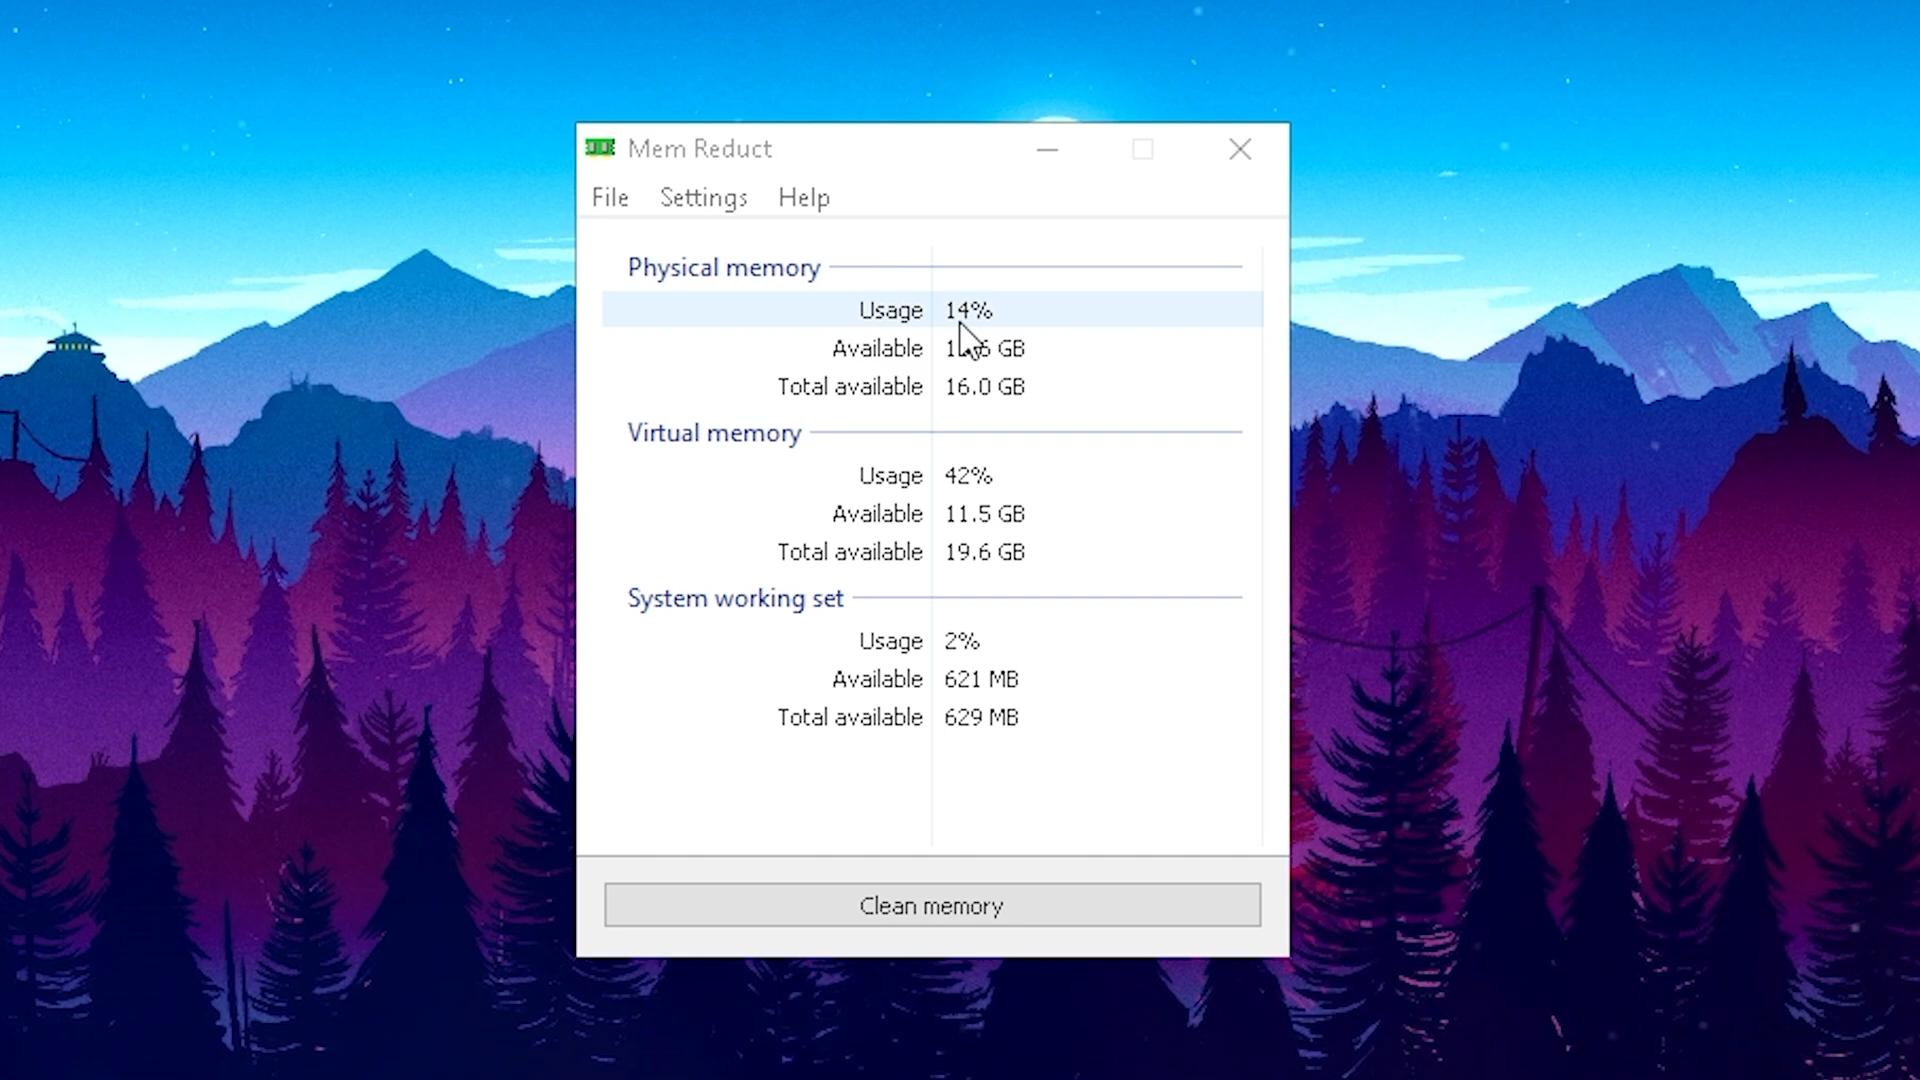 Mem Reduct
File Settings Help
Physical memory
Usage 14%
Available GB
Total available 16.0 GB
Virtual memory
Usage 42%
Available 11.5 GB
Total available 19.6 GB
System working set
Usage 2%
Available 621 MB
Total available 629 MB
Clean memory